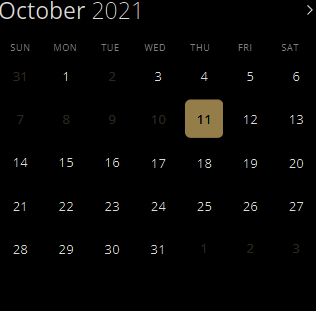 October 2021
SUN MON TUE WED THU FRI SAT
31 1 2 3 4 5 6
7 8 9 10 11 12 13
14 15 16 17 18 19 20
21 22 23 24 25 26 27
28 29 30 31 1 2 3